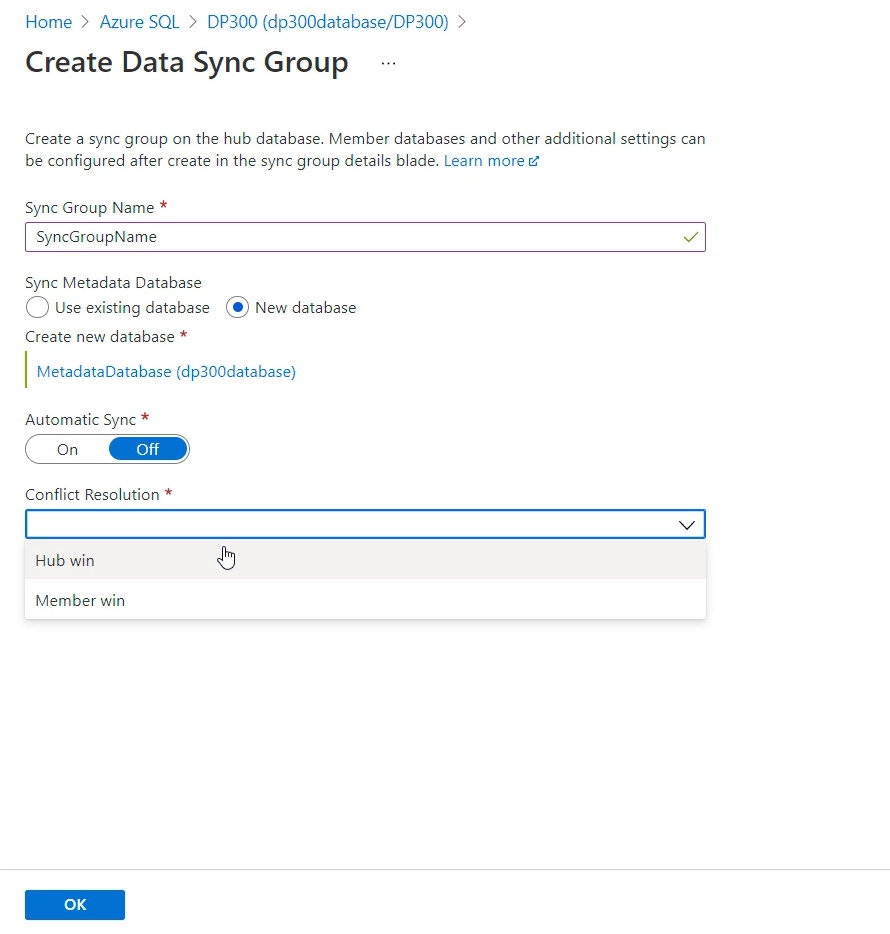 Home > Azure SQL > DP300 (dp300database/DP300) >
Create Data Sync Group ...
Create a sync group on the hub database. Member databases and other additional settings can
be configured after create in the sync group details blade. Learn more
Sync Group Name *
SyncGroupName
Sync Metadata Database
Use existing database New database
Create new database *
MetadataDatabase (dp300database)
Automatic Sync *
On Off
Conflict Resolution *
Hub win
Member win
OK